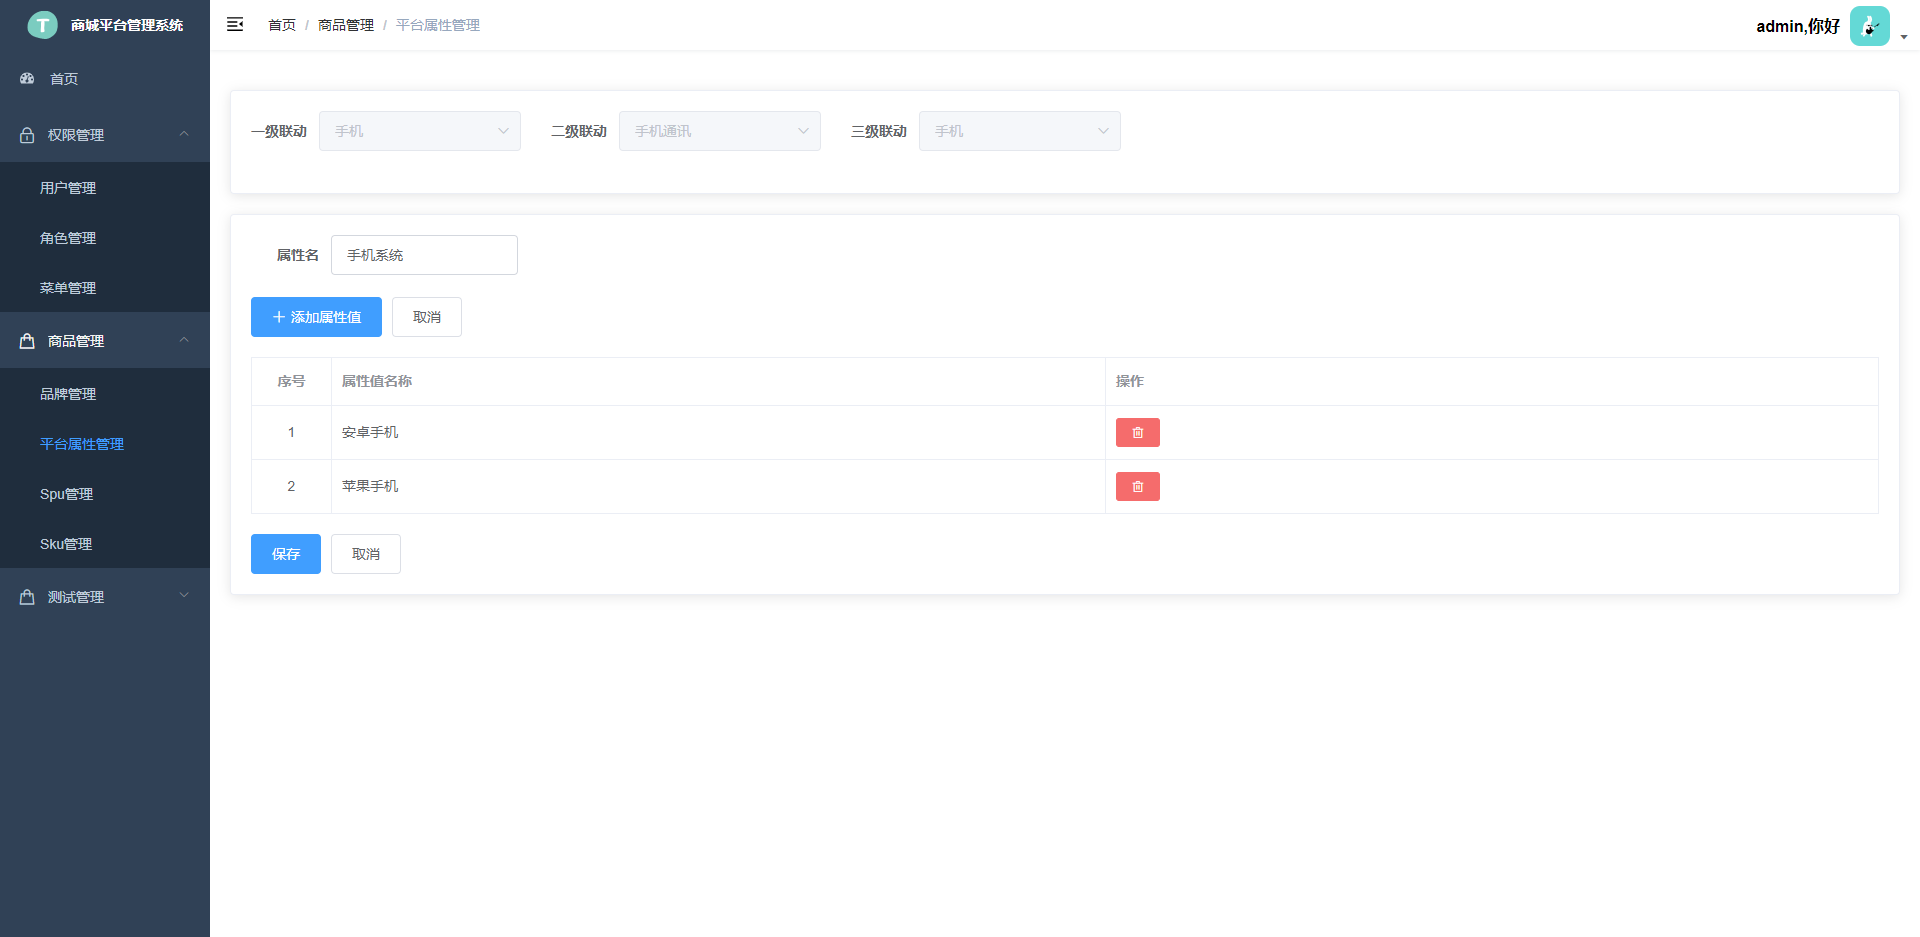 T 商城平台管理系统
首页 / 商品管理 / 平台属性管理
admin,你好
首页
权限管理
用户管理
角色管理
菜单管理
商品管理
品牌管理
平台属性管理
Spu管理
Sku管理
测试管理
一级联动 手机 二级联动 手机通讯 三级联动 手机
属性名 手机系统
添加属性值 取消
序号 属性值名称 操作
1 安卓手机
2 苹果手机
保存 取消